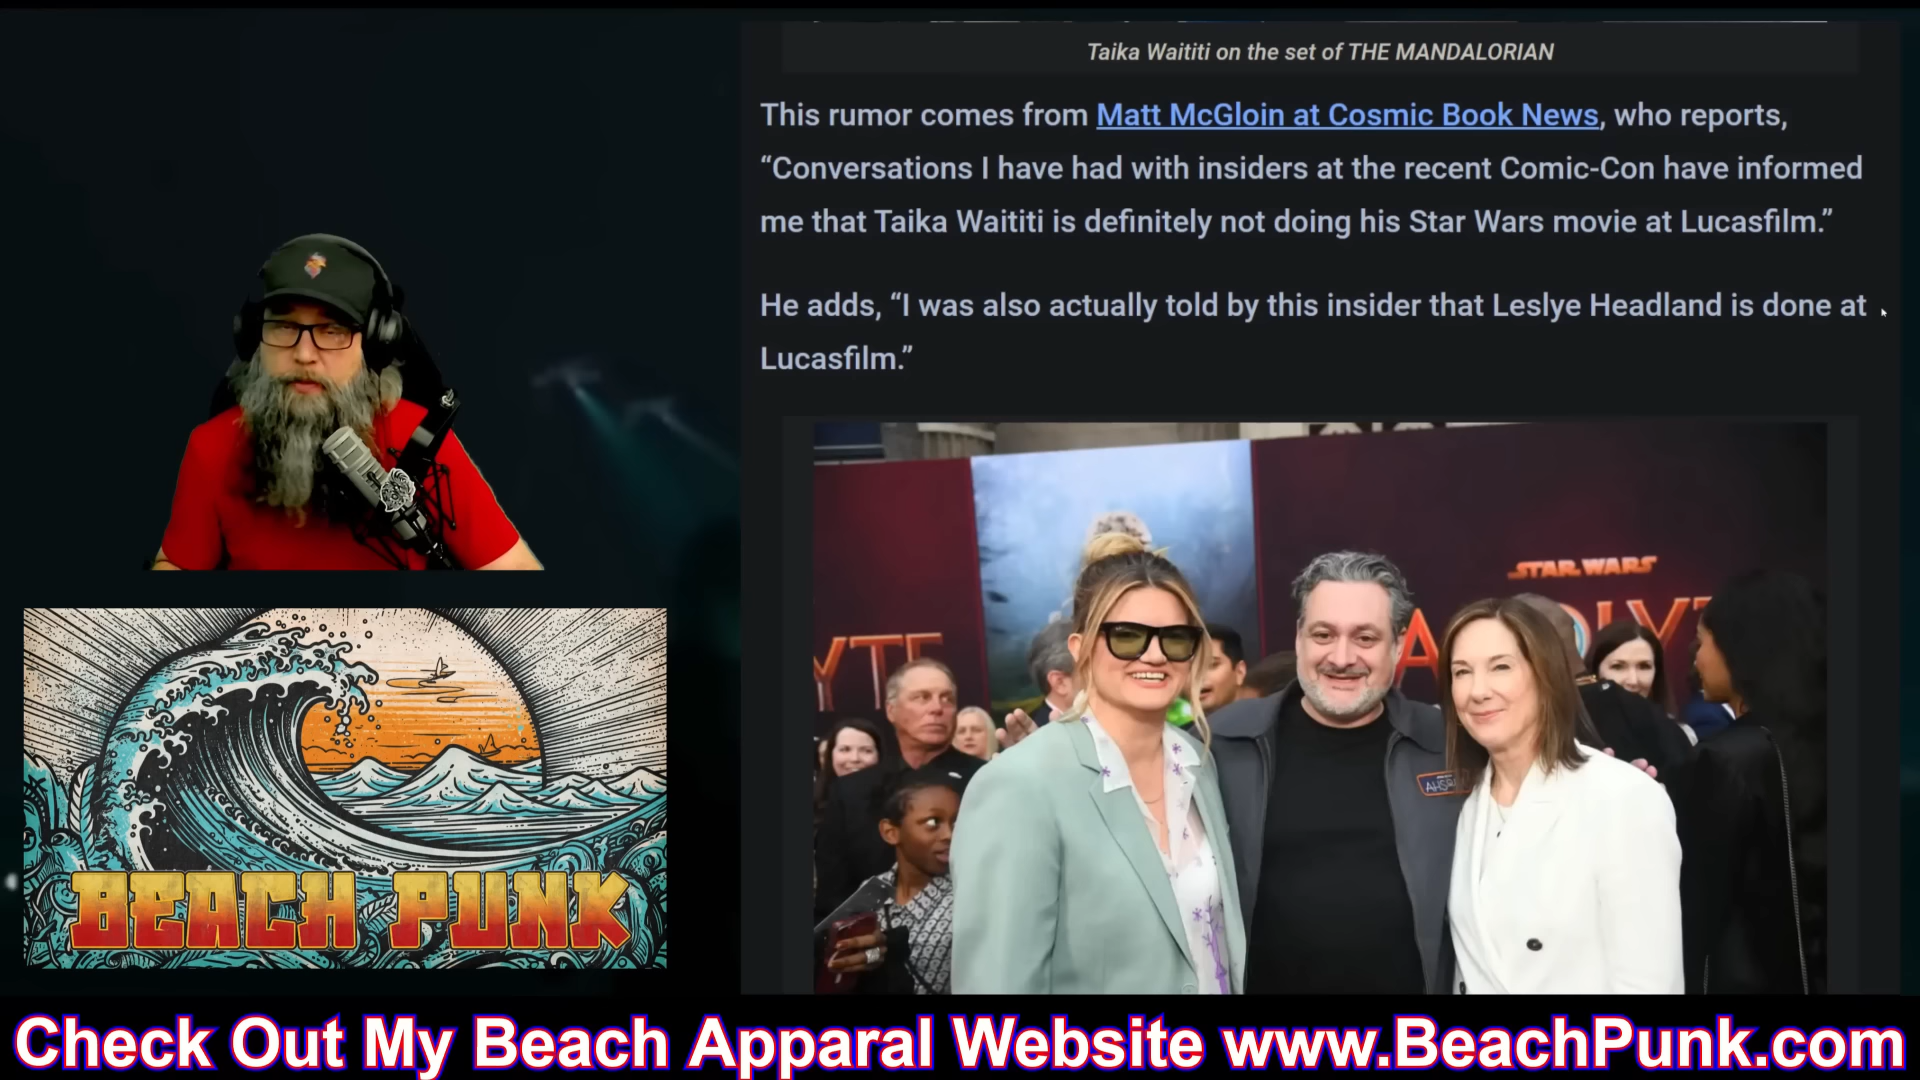 Taika Waititi on the set of THE MANDALORIAN
This rumor comes from Matt McGloin at Cosmic Book News, who reports,
“Conversations I have had with insiders at the recent Comic-Con have informed
me that Taika Waititi is definitely not doing his Star Wars movie at Lucasfilm.”
He adds, “I was also actually told by this insider that Leslye Headland is done at
Lucasfilm.”
STAR WARS
BEACH PUNK
Check Out My Beach Apparal Website www.BeachPunk.com